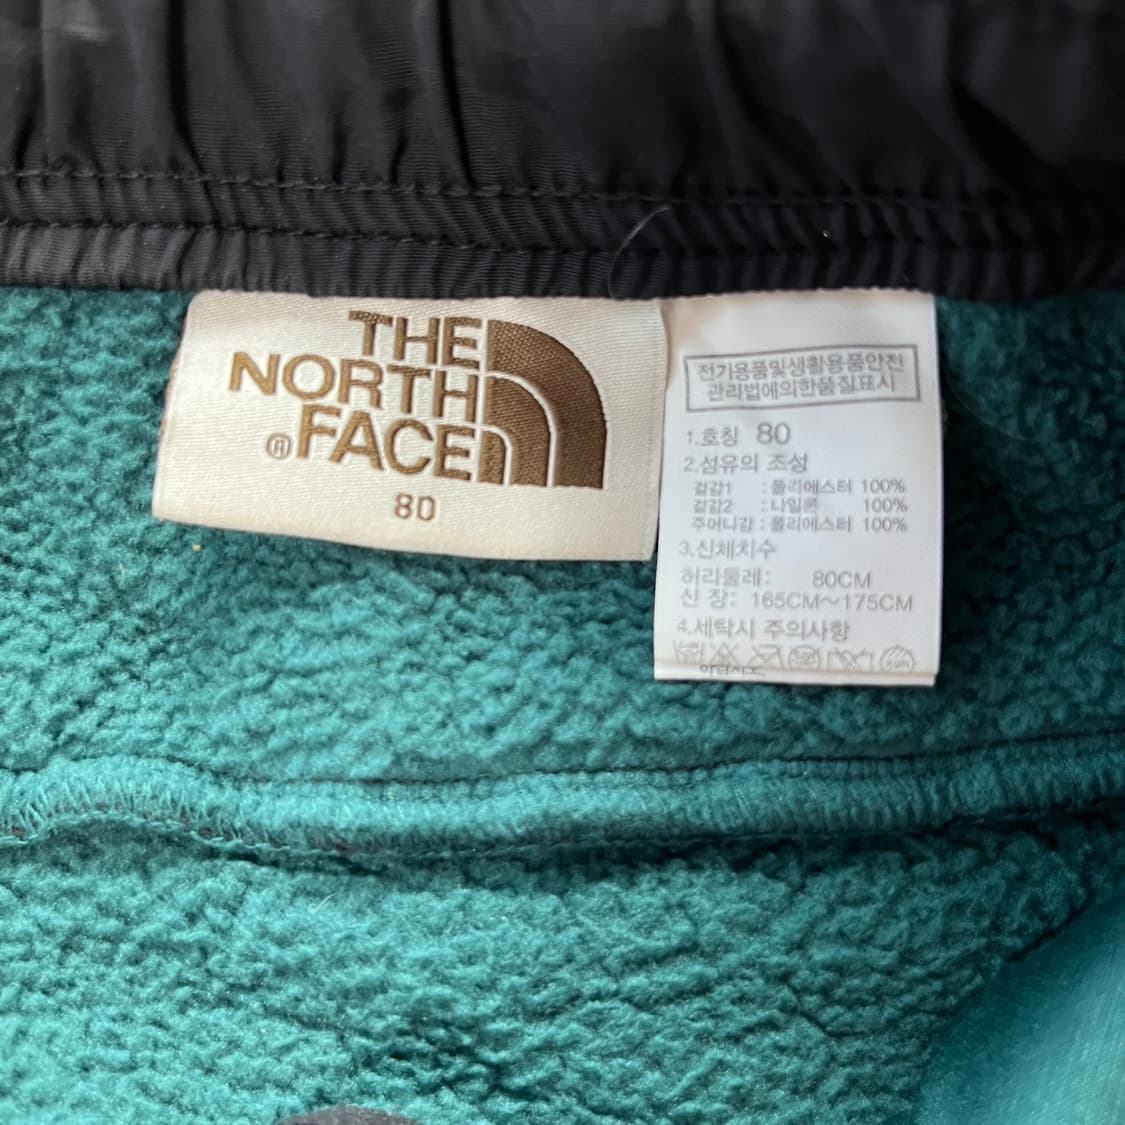 THE
NORTH
® FACE
80
전기용품및생활용품안전
관리법에의한품질표시
1.호칭 80
2.섬유의 조성
겉감1 : 폴리에스터 100%
겉감2 : 나일론 100%
주머니감 : 폴리에스터 100%
3.신체치수
허리둘레: 80CM
신 장: 165CM~175CM
4.세탁시 주의사항